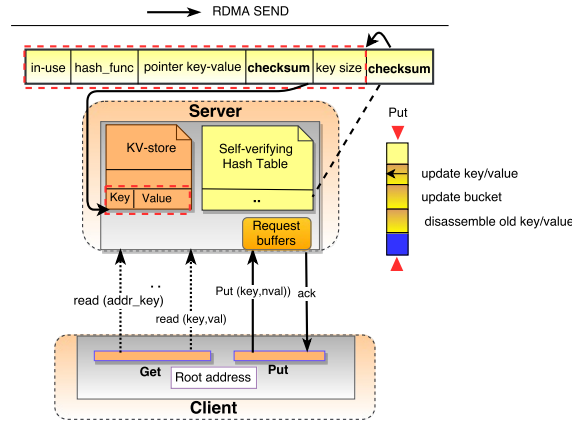 RDMA SEND
in-use hash_func pointer key-value checksum key size checksum
Server
Put
KV-store
Self-verifying
Hash Table
Key Value
..
update key/value
update bucket
disassemble old key/value
Request
buffers
..
read (addr_key)
read (key,val)
Put (key,nval))
ack
Get
Put
Root address
Client